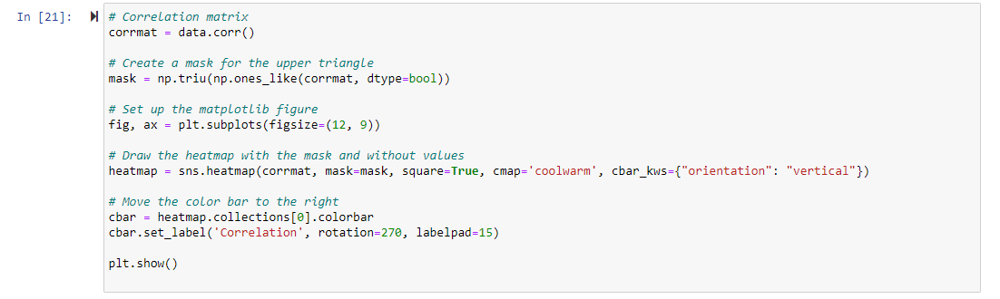 In [21]:
# Correlation matrix
corrmat = data.corr()
# Create a mask for the upper triangle
mask = np.triu(np.ones_like(corrmat, dtype=bool))
# Set up the matplotlib figure
fig, ax = plt.subplots(figsize=(12, 9))
# Draw the heatmap with the mask and without values
heatmap = sns.heatmap(corrmat, mask=mask, square=True, cmap='coolwarm', cbar_kws={"orientation": "vertical"})
# Move the color bar to the right
cbar = heatmap.collections[0].colorbar
cbar.set_label('Correlation', rotation=270, labelpad=15)
plt.show()